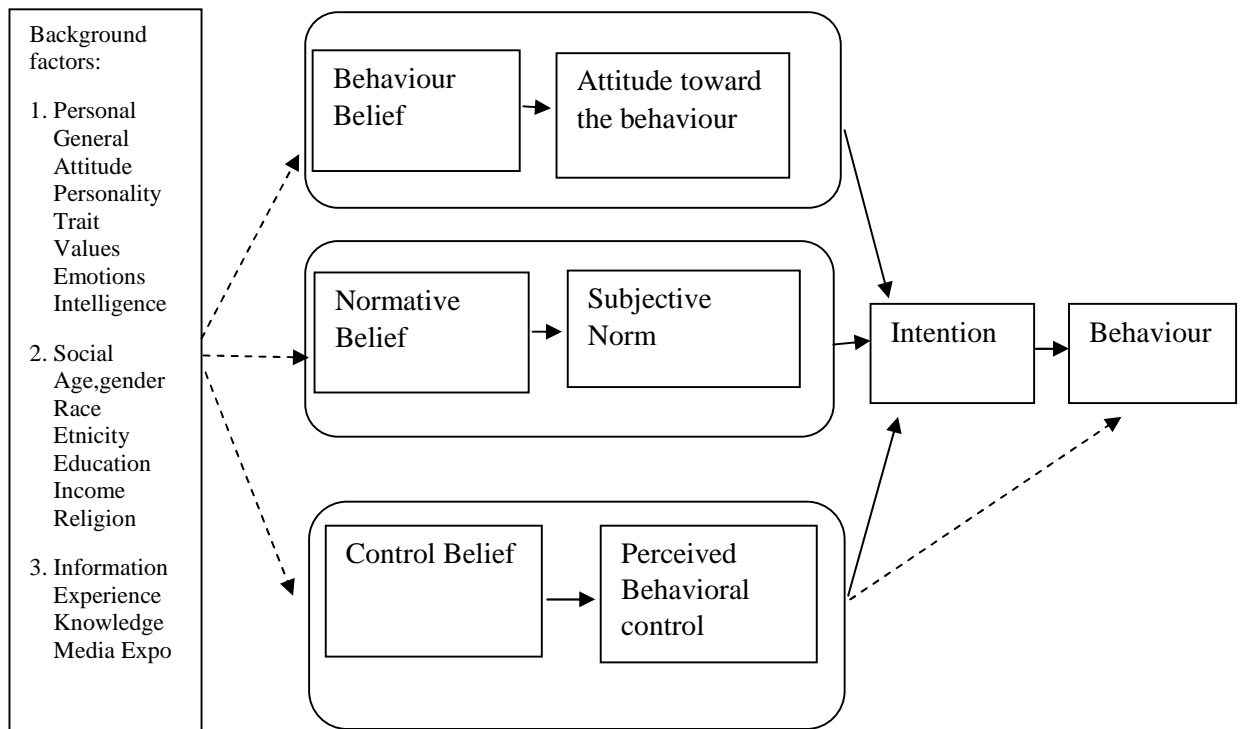 Background
factors:
1. Personal
General
Attitude
Personality
Trait
Values
Emotions
Intelligence
2. Social
Age,gender
Race
Etnicity
Education
Income
Religion
3. Information
Experience
Knowledge
Media Expo
Behaviour
Belief
Attitude toward
the behaviour
Normative
Belief
Subjective
Norm
Control Belief
Perceived
Behavioral
control
Intention
Behaviour